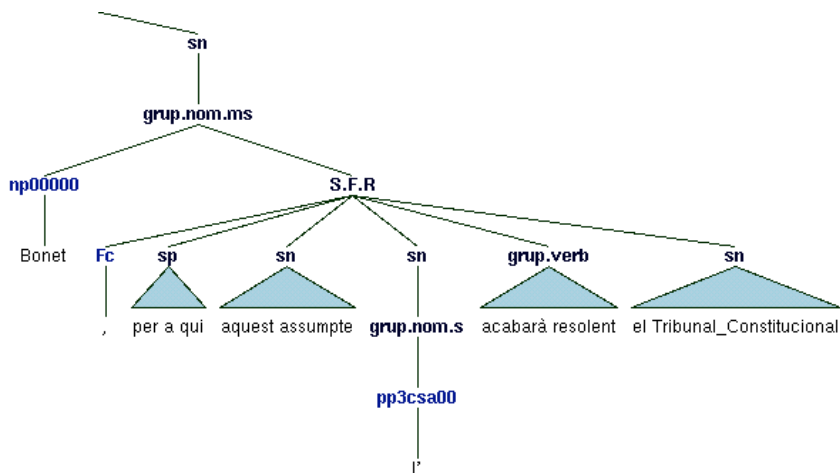 sn
grup.nom.ms
np00000 S.F.R
Bonet Fc sp sn sn grup.verb sn
, per a qui aquest assumpte grup.nom.s acabarà resolent el Tribunal_Constitucional
pp3csa00
l'